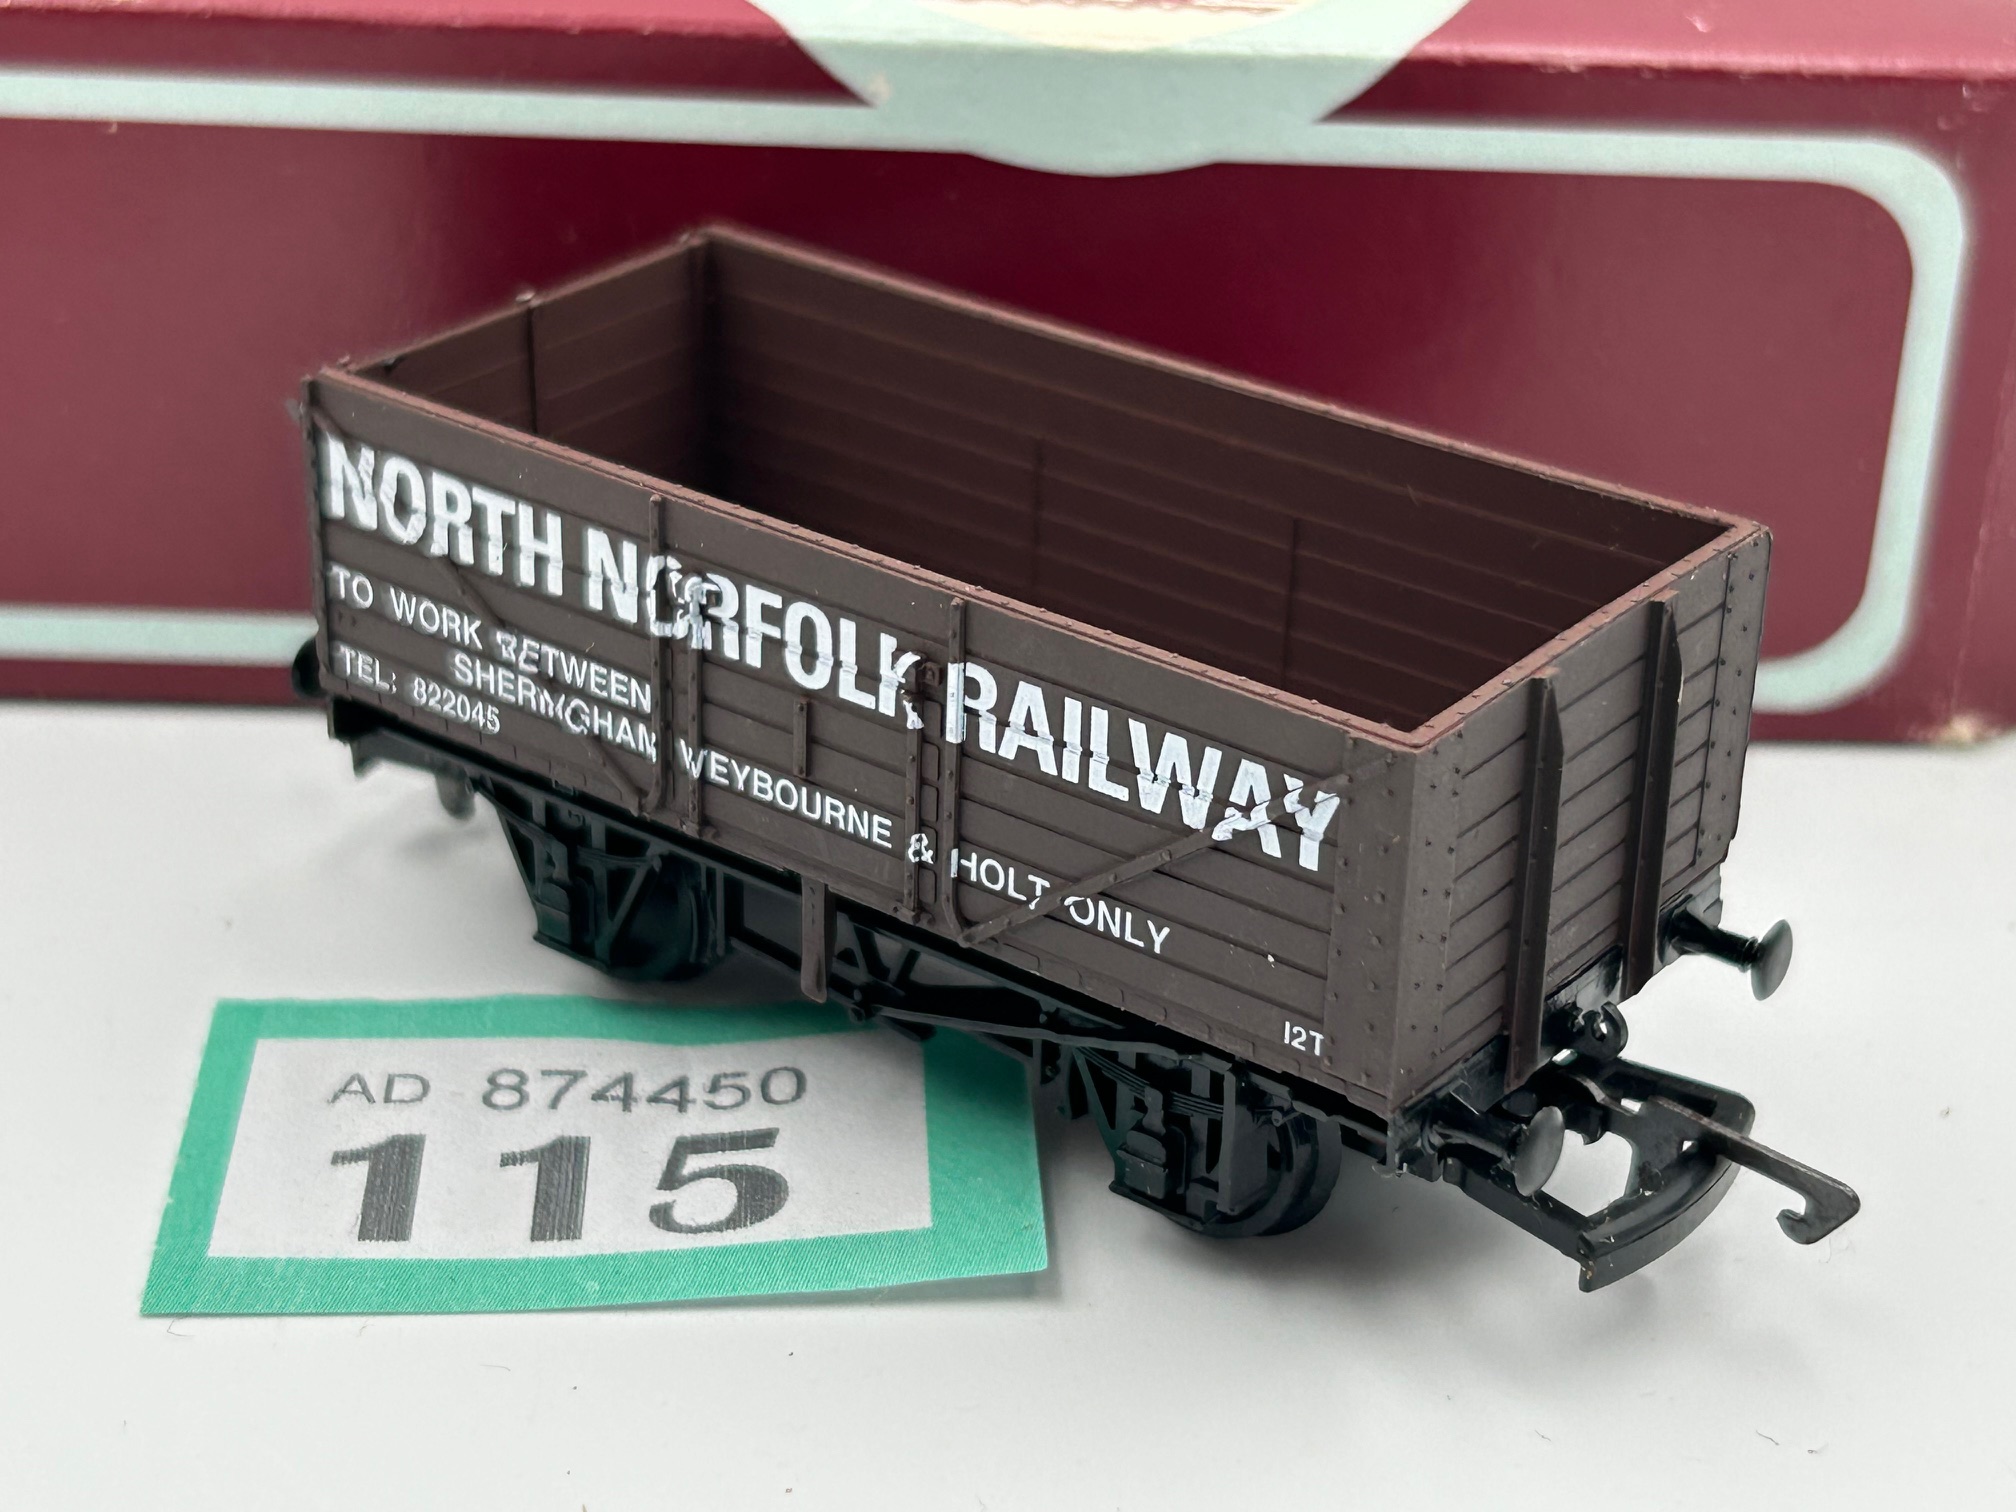 NORTH NORFOLK RAILWAY
TO WORK BETWEEN
SHERINGHAM, WEYBOURNE & HOLT, ONLY
TEL: 822045
12T
AD 874450
115